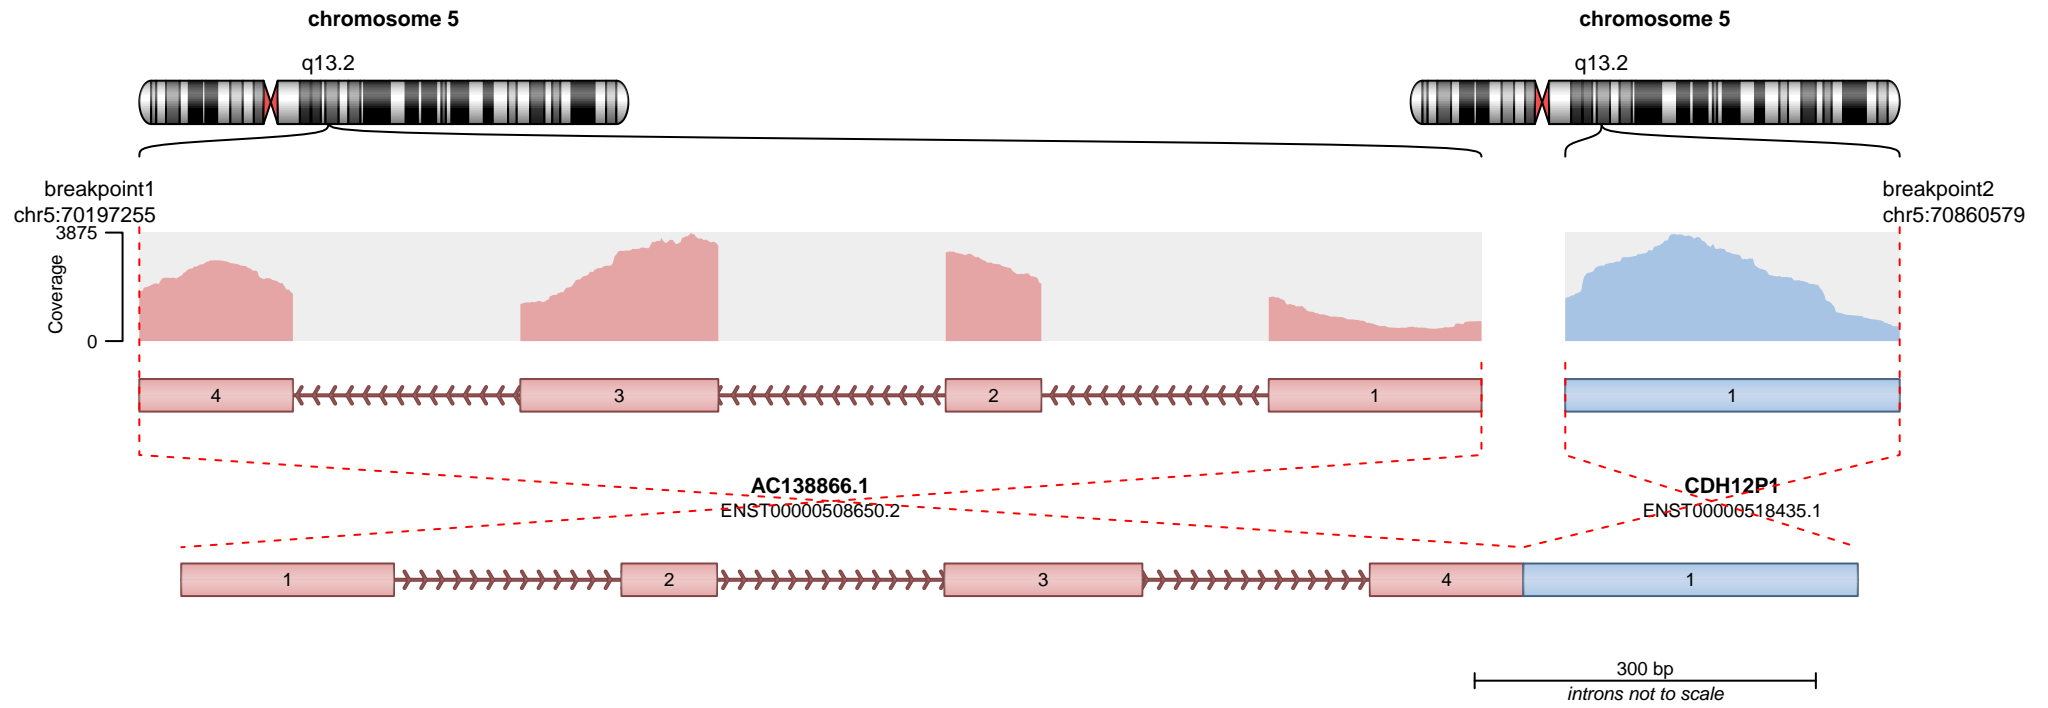 chromosome 5
chromosome 5
q13.2
q13.2
breakpoint1
chr5:70197255
breakpoint2
chr5:70860579
3875
Coverage
0
4
3
2
1
1
AC138866.1
ENST00000508650.2
CDH12P1
ENST00000518435.1
1
2
3
4
1
300 bp
introns not to scale